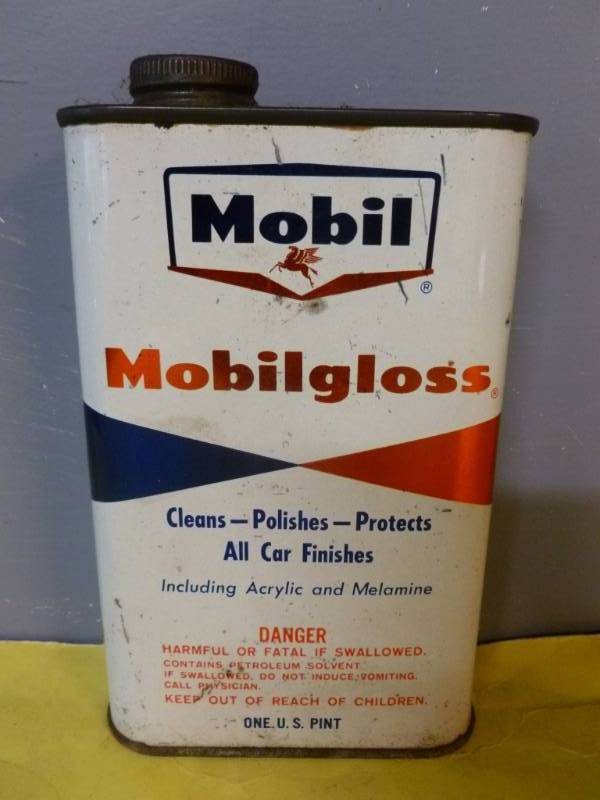 Mobil
®
Mobilgloss®
Cleans – Polishes – Protects
All Car Finishes
Including Acrylic and Melamine
DANGER
HARMFUL OR FATAL IF SWALLOWED.
CONTAINS PETROLEUM SOLVENT
IF SWALLOWED, DO NOT INDUCE VOMITING.
CALL PHYSICIAN.
KEEP OUT OF REACH OF CHILDREN.
ONE U. S. PINT